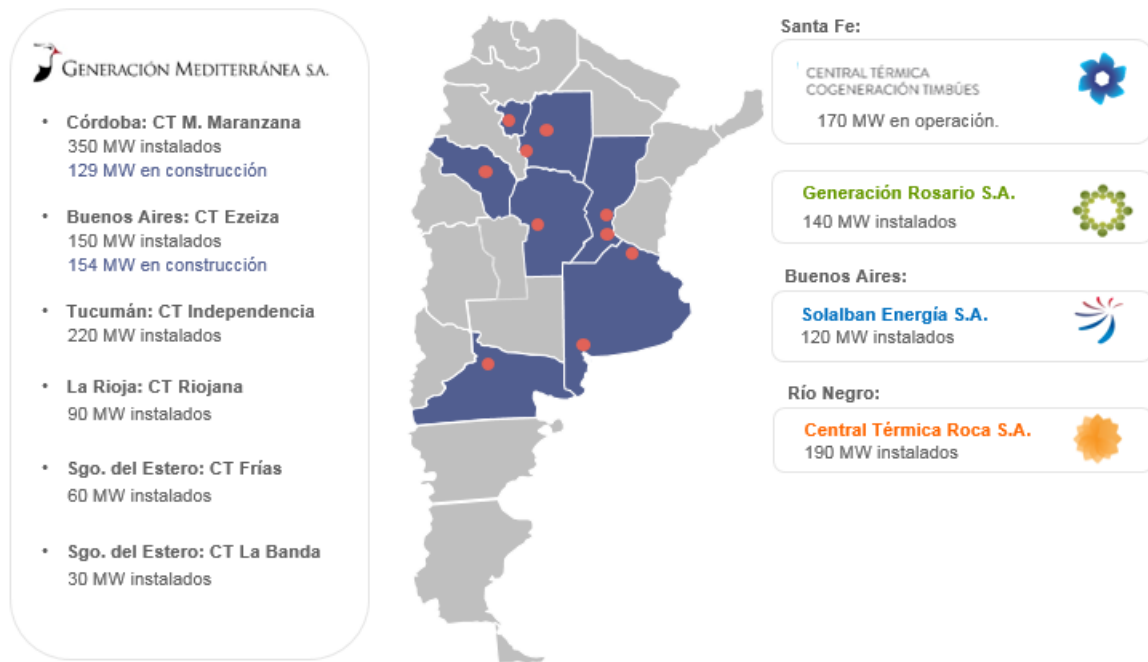 GENERACIÓN MEDITERRÁNEA S.A.
• Córdoba: CT M. Maranzana
350 MW instalados
129 MW en construcción
• Buenos Aires: CT Ezeiza
150 MW instalados
154 MW en construcción
• Tucumán: CT Independencia
220 MW instalados
• La Rioja: CT Riojana
90 MW instalados
• Sgo. del Estero: CT Frías
60 MW instalados
• Sgo. del Estero: CT La Banda
30 MW instalados
Santa Fe:
CENTRAL TÉRMICA
COGENERACIÓN TIMBÚES
170 MW en operación.
Generación Rosario S.A.
140 MW instalados
Buenos Aires:
Solalban Energía S.A.
120 MW instalados
Río Negro:
Central Térmica Roca S.A.
190 MW instalados